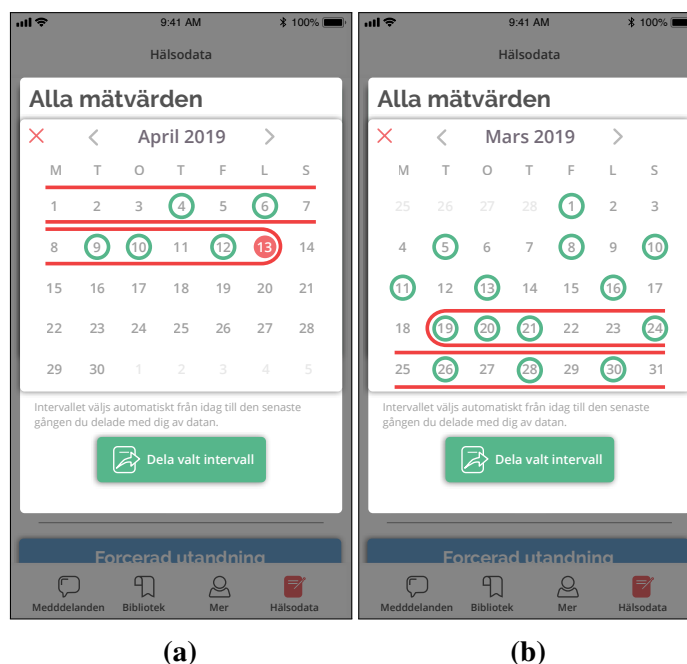 9:41 AM 100%
Hälsodata
Alla mätvärden
April 2019
M T O T F L S
1 2 3 4 5 6 7
8 9 10 11 12 13 14
15 16 17 18 19 20 21
22 23 24 25 26 27 28
29 30 1 2 3 4 5
Intervallet väljs automatiskt från idag till den senaste
gången du delade med dig av datan.
Dela valt intervall
Forcerad utandning
Medddelanden Bibliotek Mer Hälsodata
(a)
9:41 AM 100%
Hälsodata
Alla mätvärden
Mars 2019
M T O T F L S
25 26 27 28 1 2 3
4 5 6 7 8 9 10
11 12 13 14 15 16 17
18 19 20 21 22 23 24
25 26 27 28 29 30 31
Intervallet väljs automatiskt från idag till den senaste
gången du delade med dig av datan.
Dela valt intervall
Forcerad utandning
Medddelanden Bibliotek Mer Hälsodata
(b)